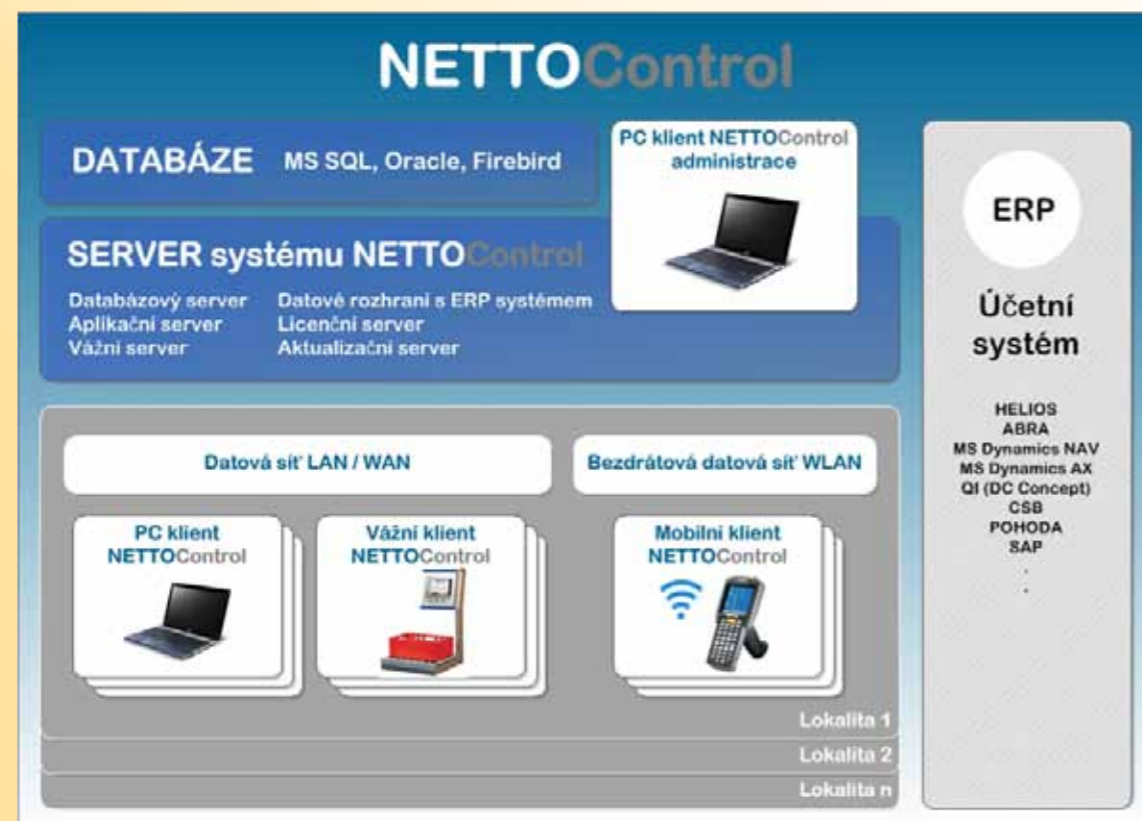 NETTOControl
DATABÁZE MS SQL, Oracle, Firebird
PC klient NETTOControl
administrace
SERVER systému NETTOControl
Databázový server
Aplikační server
Vážní server
Datové rozhraní s ERP systémem
Licenční server
Aktualizační server
Datová síť LAN / WAN
Bezdrátová datová síť WLAN
PC klient
NETTOControl
Vážní klient
NETTOControl
Mobilní klient
NETTOControl
Lokalita 1
Lokalita 2
Lokalita n
ERP
Účetní
systém
HELIOS
ABRA
MS Dynamics NAV
MS Dynamics AX
QI (DC Concept)
CSB
POHODA
SAP
.
.